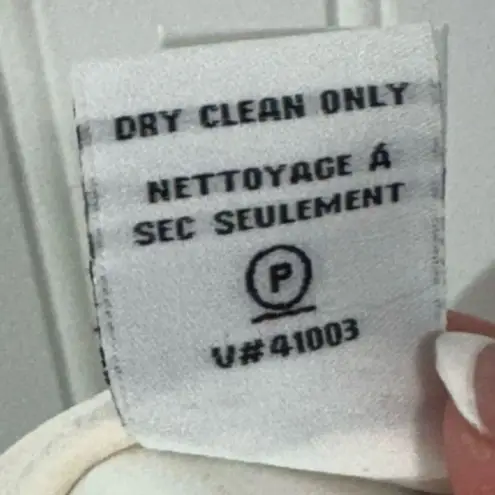 DRY CLEAN ONLY
NETTOYAGE Á
SEC SEULEMENT
P
V#41003